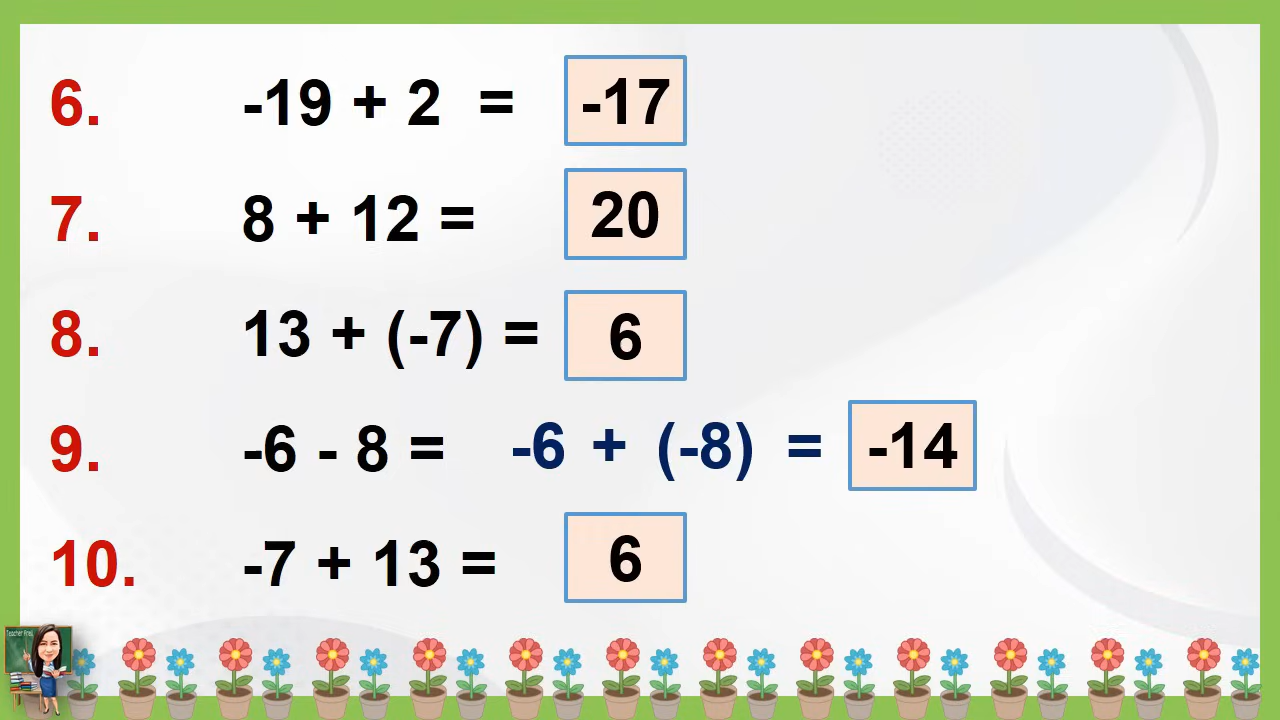 6. -19 + 2 = -17
7. 8 + 12 = 20
8. 13 + (-7) = 6
9. -6 - 8 = -6 + (-8) = -14
10. -7 + 13 = 6